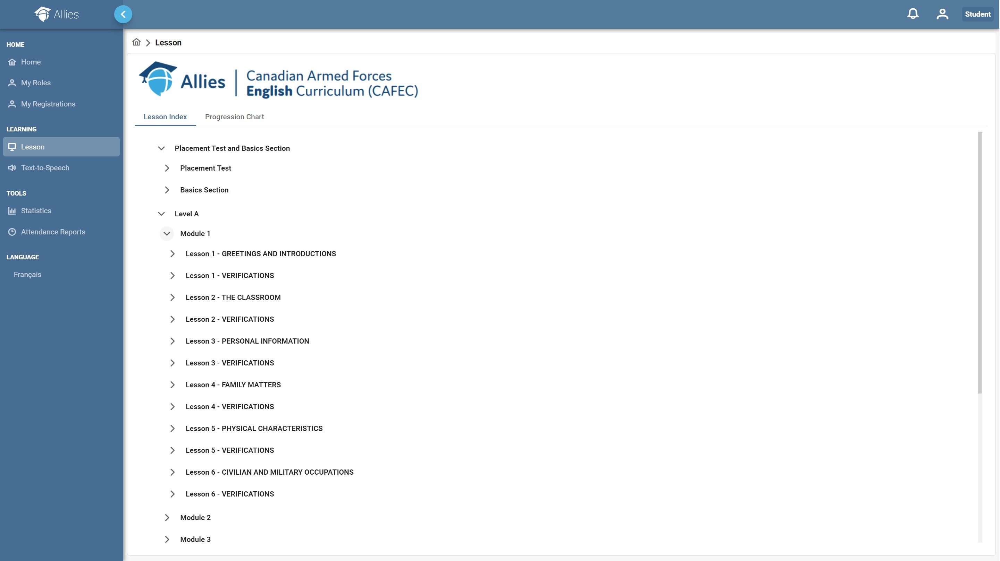 Allies
Student
HOME
Home
My Roles
My Registrations
LEARNING
Lesson
Text-to-Speech
TOOLS
Statistics
Attendance Reports
LANGUAGE
Français
Lesson
Allies
Canadian Armed Forces
English Curriculum (CAFEC)
Lesson Index
Progression Chart
Placement Test and Basics Section
Placement Test
Basics Section
Level A
Module 1
Lesson 1 - GREETINGS AND INTRODUCTIONS
Lesson 1 - VERIFICATIONS
Lesson 2 - THE CLASSROOM
Lesson 2 - VERIFICATIONS
Lesson 3 - PERSONAL INFORMATION
Lesson 3 - VERIFICATIONS
Lesson 4 - FAMILY MATTERS
Lesson 4 - VERIFICATIONS
Lesson 5 - PHYSICAL CHARACTERISTICS
Lesson 5 - VERIFICATIONS
Lesson 6 - CIVILIAN AND MILITARY OCCUPATIONS
Lesson 6 - VERIFICATIONS
Module 2
Module 3